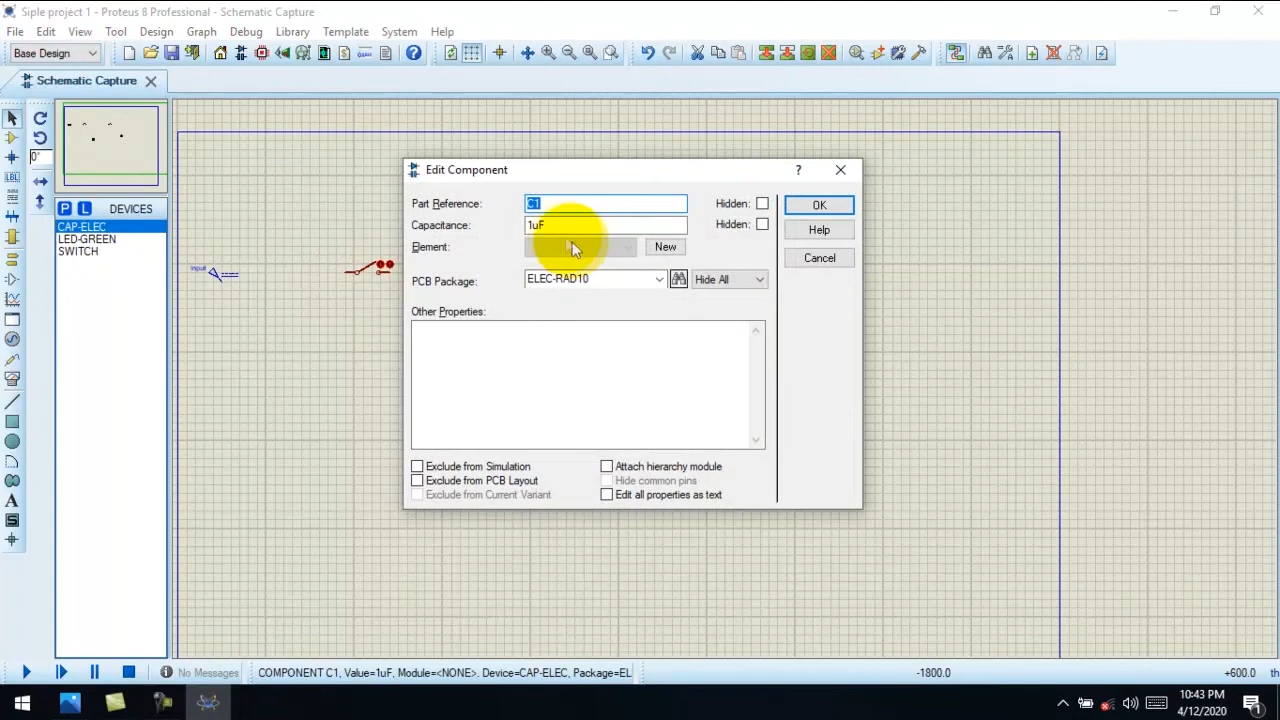 Siple project 1 - Proteus 8 Professional - Schematic Capture
File Edit View Tool Design Graph Debug Library Template System Help
Base Design
Schematic Capture
0°
LBL
P L DEVICES
CAP-ELEC
LED-GREEN
SWITCH
input
Edit Component
Part Reference: C1 Hidden:
Capacitance: 1uF Hidden:
Element: New
PCB Package: ELEC-RAD10 Hide All
Other Properties:
OK
Help
Cancel
Exclude from Simulation Attach hierarchy module
Exclude from PCB Layout Hide common pins
Exclude from Current Variant Edit all properties as text
A
S
No Messages COMPONENT C1, Value=1uF, Module=<NONE>. Device=CAP-ELEC, Package=EL -1800.0 +600.0 th
10:43 PM
4/12/2020
1